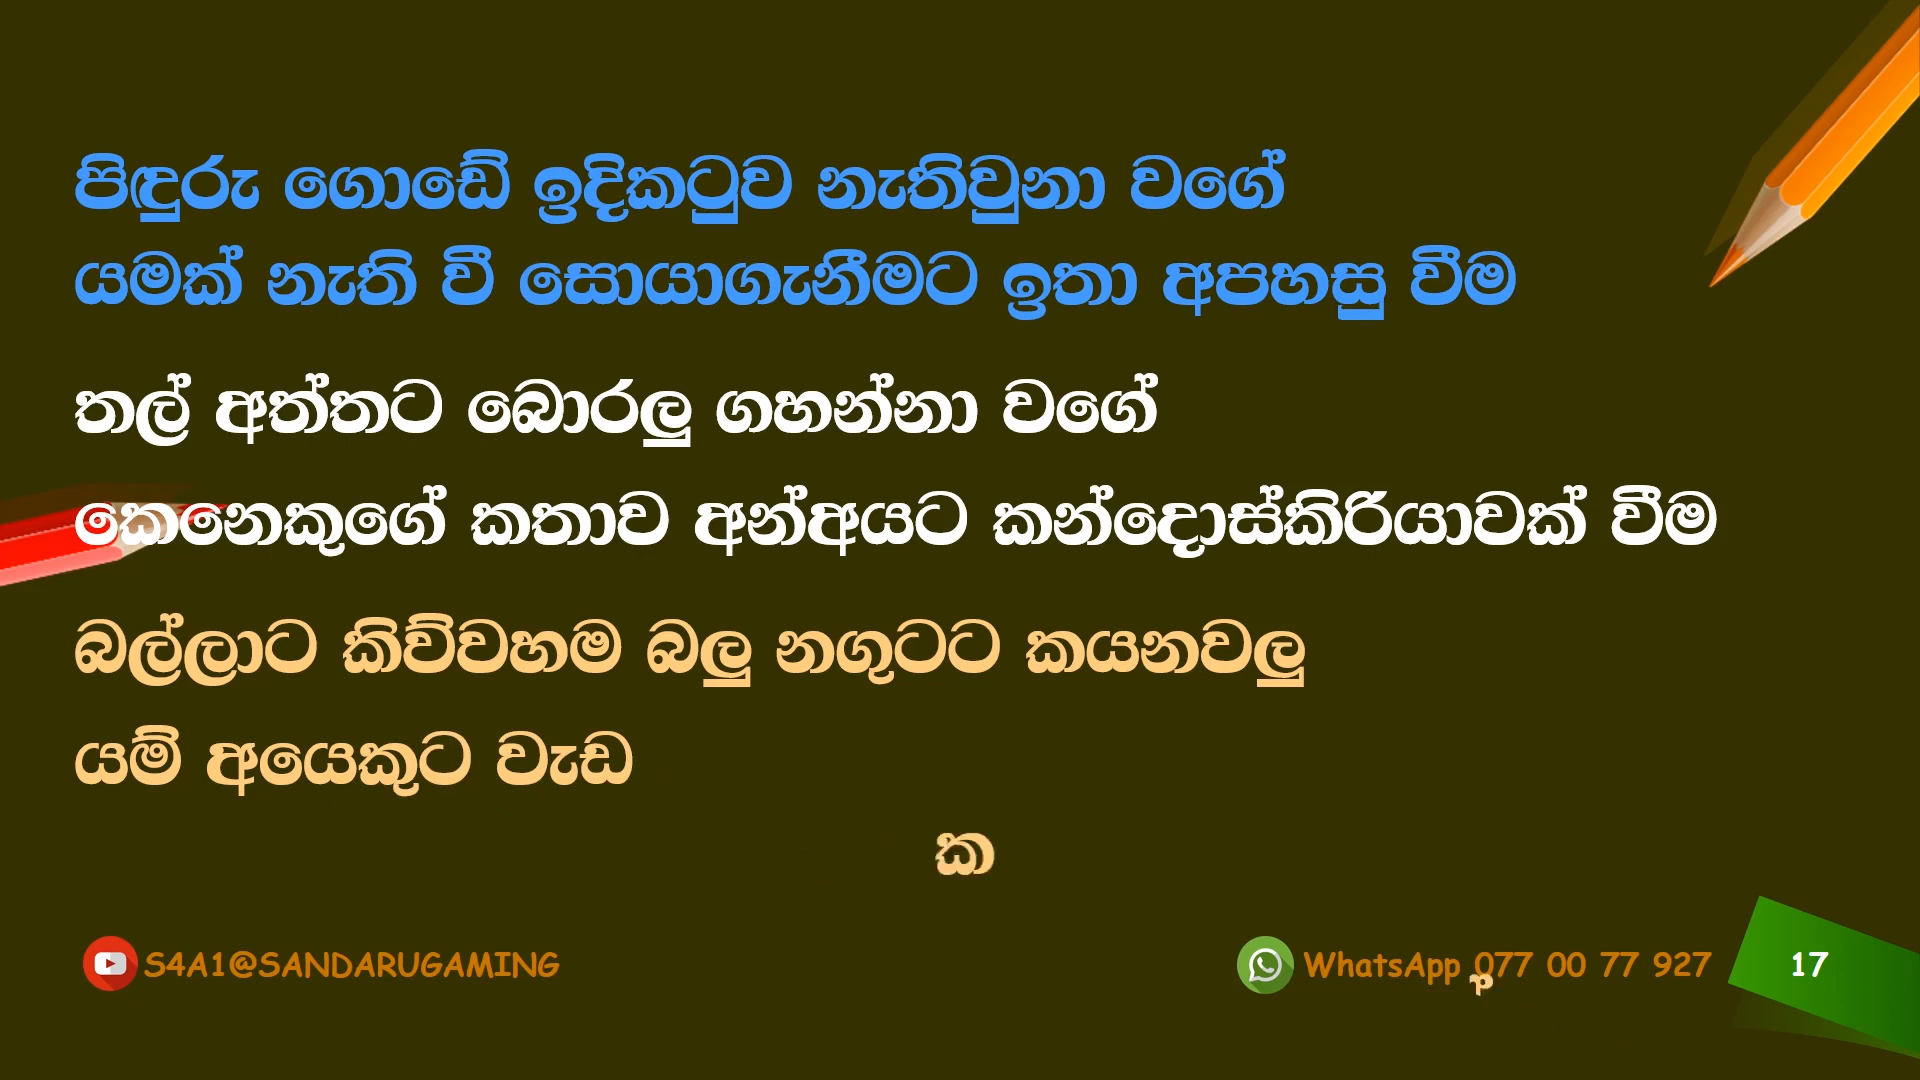 පිඳුරු ගොඩේ ඉදිකටුව නැතිවුනා වගේ
යමක් නැති වී සොයාගැනීමට ඉතා අපහසු වීම
තල් අත්තට බොරලු ගහන්නා වගේ
කෙනෙකුගේ කතාව අන්අයට කන්දොස්කිරියාවක් වීම
බල්ලාට කිව්වහම බලු නගුටට කයනවලු
යම් අයෙකුට වැඩ
ක
S4A1@SANDARUGAMING
WhatsApp 077 00 77 927
17